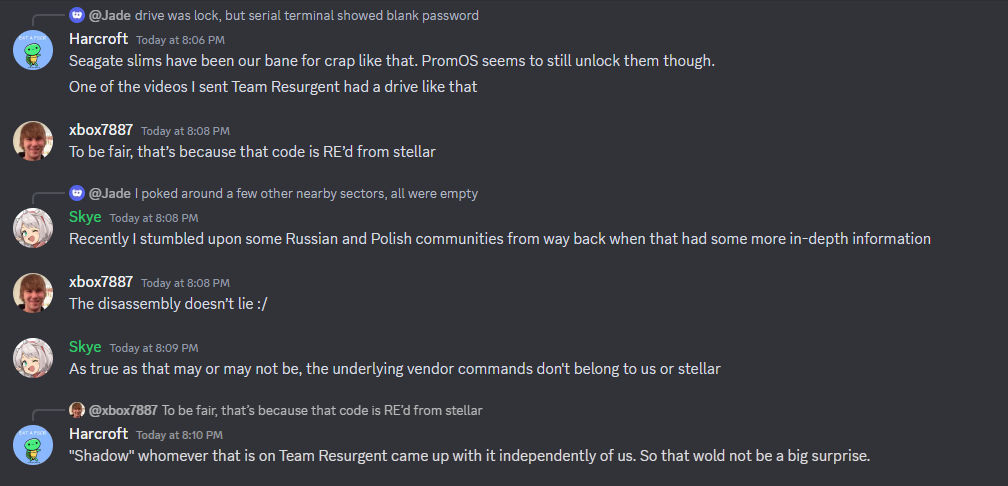 @Jade drive was lock, but serial terminal showed blank password
Harcroft Today at 8:06 PM
Seagate slims have been our bane for crap like that. PromOS seems to still unlock them though.
One of the videos I sent Team Resurgent had a drive like that
xbox7887 Today at 8:08 PM
To be fair, that's because that code is RE'd from stellar
@Jade I poked around a few other nearby sectors, all were empty
Skye Today at 8:08 PM
Recently I stumbled upon some Russian and Polish communities from way back when that had some more in-depth information
xbox7887 Today at 8:08 PM
The disassembly doesn't lie :/
Skye Today at 8:09 PM
As true as that may or may not be, the underlying vendor commands don't belong to us or stellar
@xbox7887 To be fair, that's because that code is RE'd from stellar
Harcroft Today at 8:10 PM
"Shadow" whomever that is on Team Resurgent came up with it independently of us. So that wold not be a big surprise.